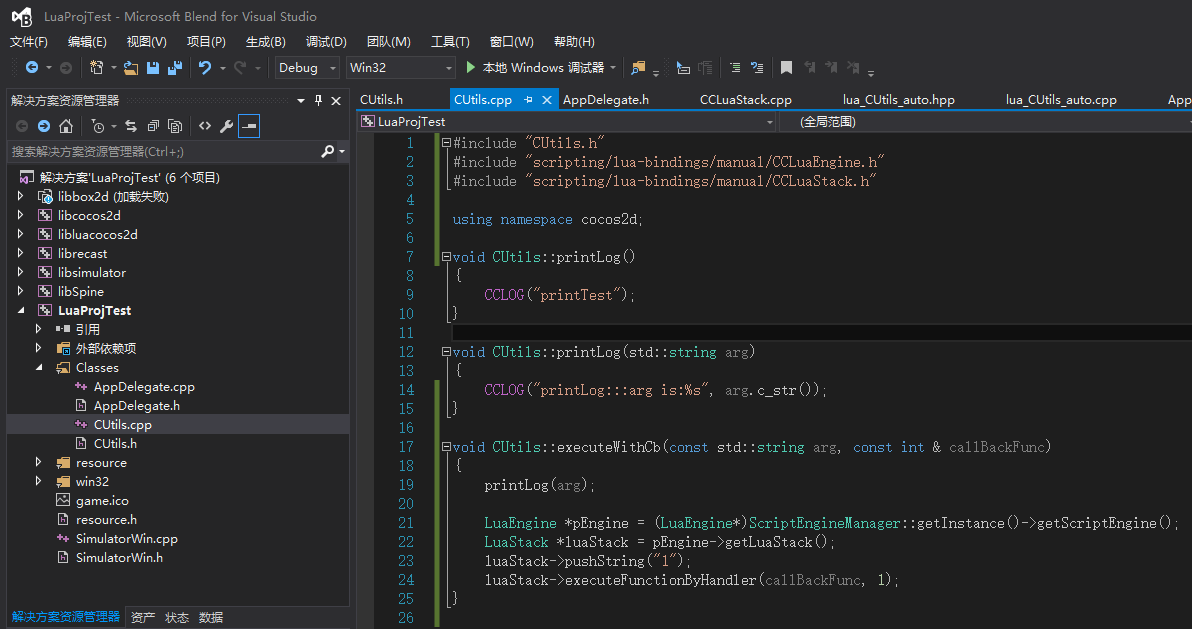 LuaProjTest - Microsoft Blend for Visual Studio
文件(F) 编辑(E) 视图(V) 项目(P) 生成(B) 调试(D) 团队(M) 工具(T) 窗口(W) 帮助(H)
Debug Win32 本地 Windows 调试器
解决方案资源管理器
搜索解决方案资源管理器(Ctrl+;)
解决方案'LuaProjTest' (6 个项目)
libbox2d (加载失败)
libcocos2d
libluacocos2d
librecast
libsimulator
libSpine
LuaProjTest
引用
外部依赖项
Classes
AppDelegate.cpp
AppDelegate.h
CUtils.cpp
CUtils.h
resource
win32
game.ico
resource.h
SimulatorWin.cpp
SimulatorWin.h
解决方案资源管理器 资产 状态 数据
CUtils.h CUtils.cpp AppDelegate.h CCLuaStack.cpp lua_CUtils_auto.hpp lua_CUtils_auto.cpp App
LuaProjTest (全局范围)
1 #include "CUtils.h"
2 #include "scripting/lua-bindings/manual/CCLuaEngine.h"
3 #include "scripting/lua-bindings/manual/CCLuaStack.h"
4
5 using namespace cocos2d;
6
7 void CUtils::printLog()
8 {
9 CCLOG("printTest");
10 }
11
12 void CUtils::printLog(std::string arg)
13 {
14 CCLOG("printLog:::arg is:%s", arg.c_str());
15 }
16
17 void CUtils::executeWithCb(const std::string arg, const int & callBackFunc)
18 {
19 printLog(arg);
20
21 LuaEngine *pEngine = (LuaEngine*)ScriptEngineManager::getInstance()->getScriptEngine();
22 LuaStack *luaStack = pEngine->getLuaStack();
23 luaStack->pushString("1");
24 luaStack->executeFunctionByHandler(callBackFunc, 1);
25 }
26